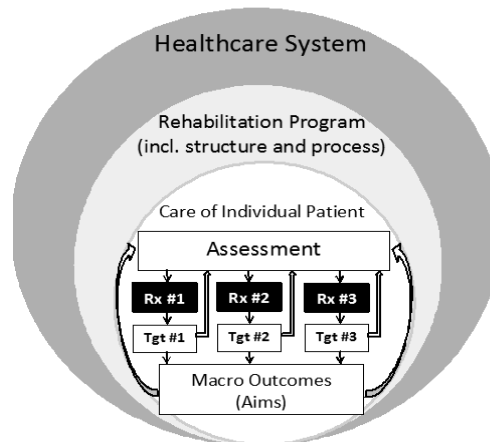 Healthcare System
Rehabilitation Program
(incl. structure and process)
Care of Individual Patient
Assessment
Rx #1 Rx #2 Rx #3
Tgt #1 Tgt #2 Tgt #3
Macro Outcomes
(Aims)